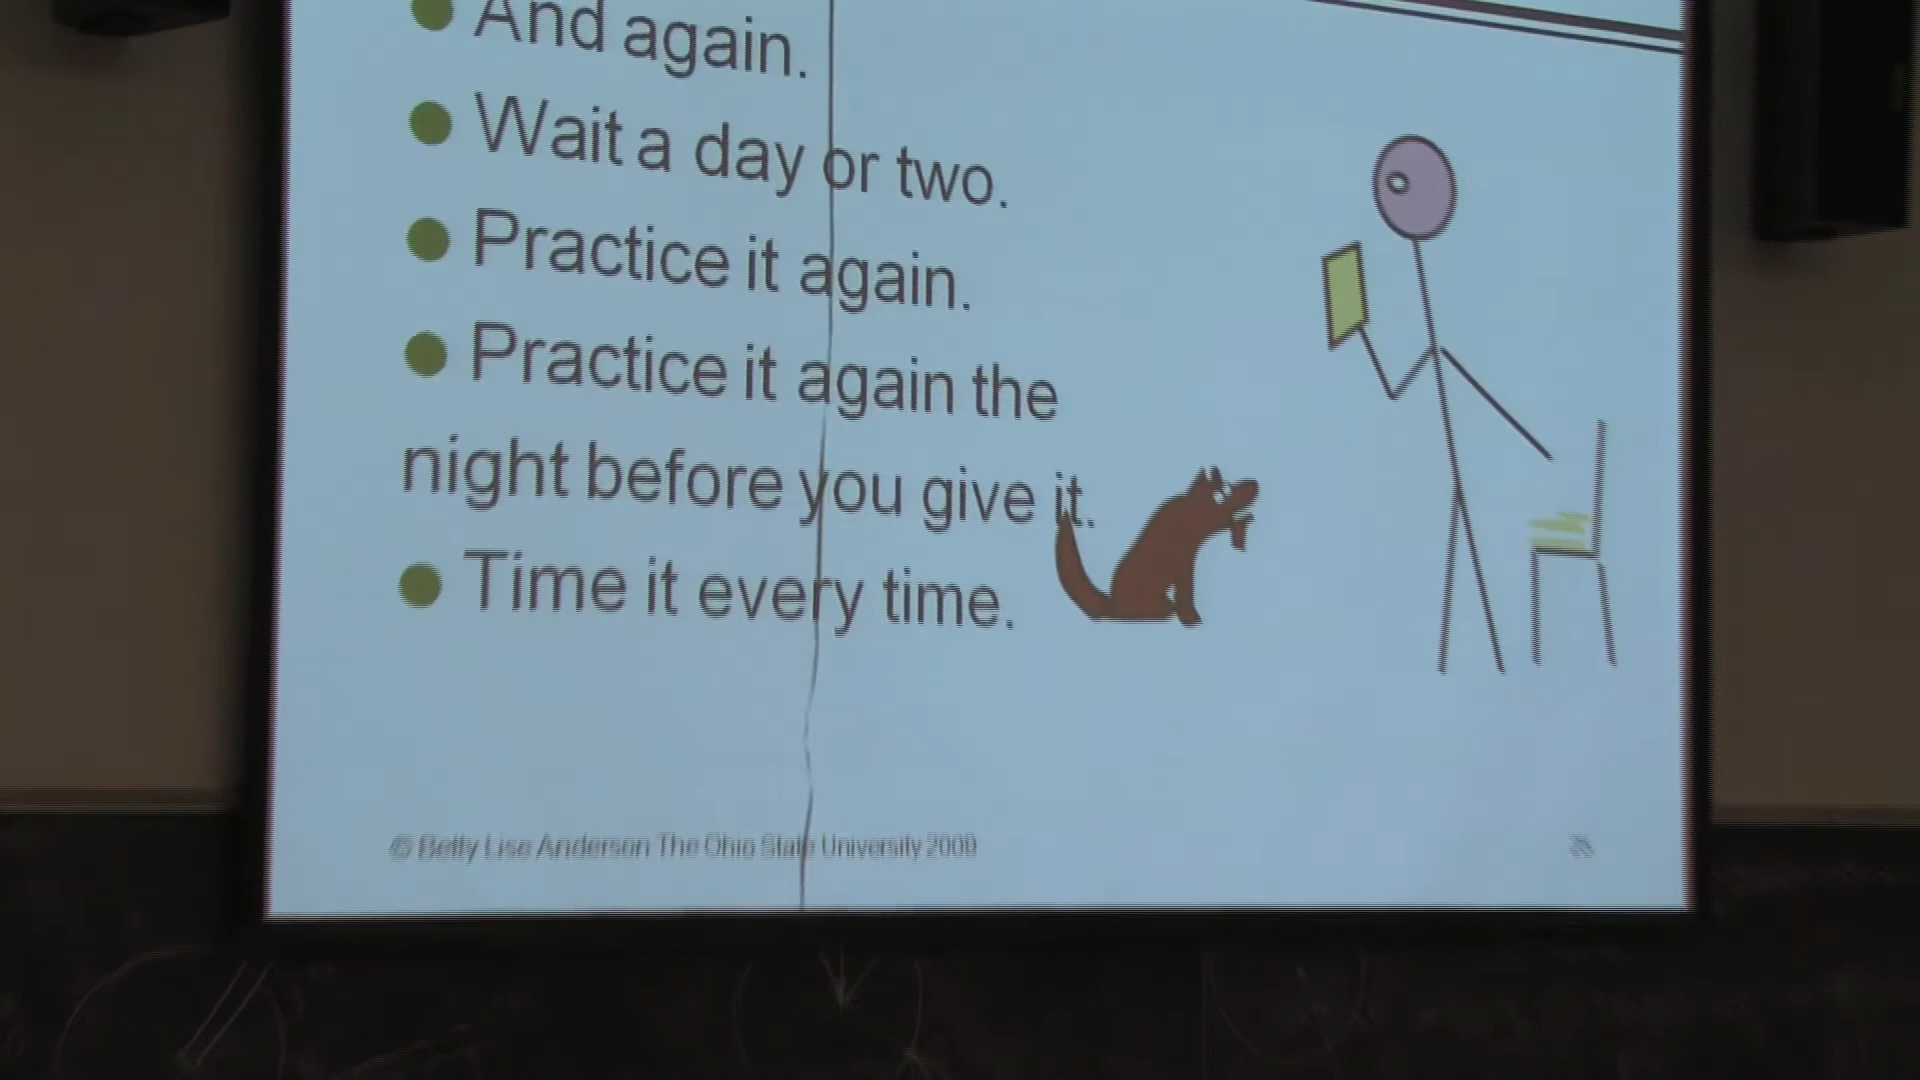 And again.
Wait a day or two.
Practice it again.
Practice it again the
night before you give it.
Time it every time.
© Betty Lise Anderson The Ohio State University 2009